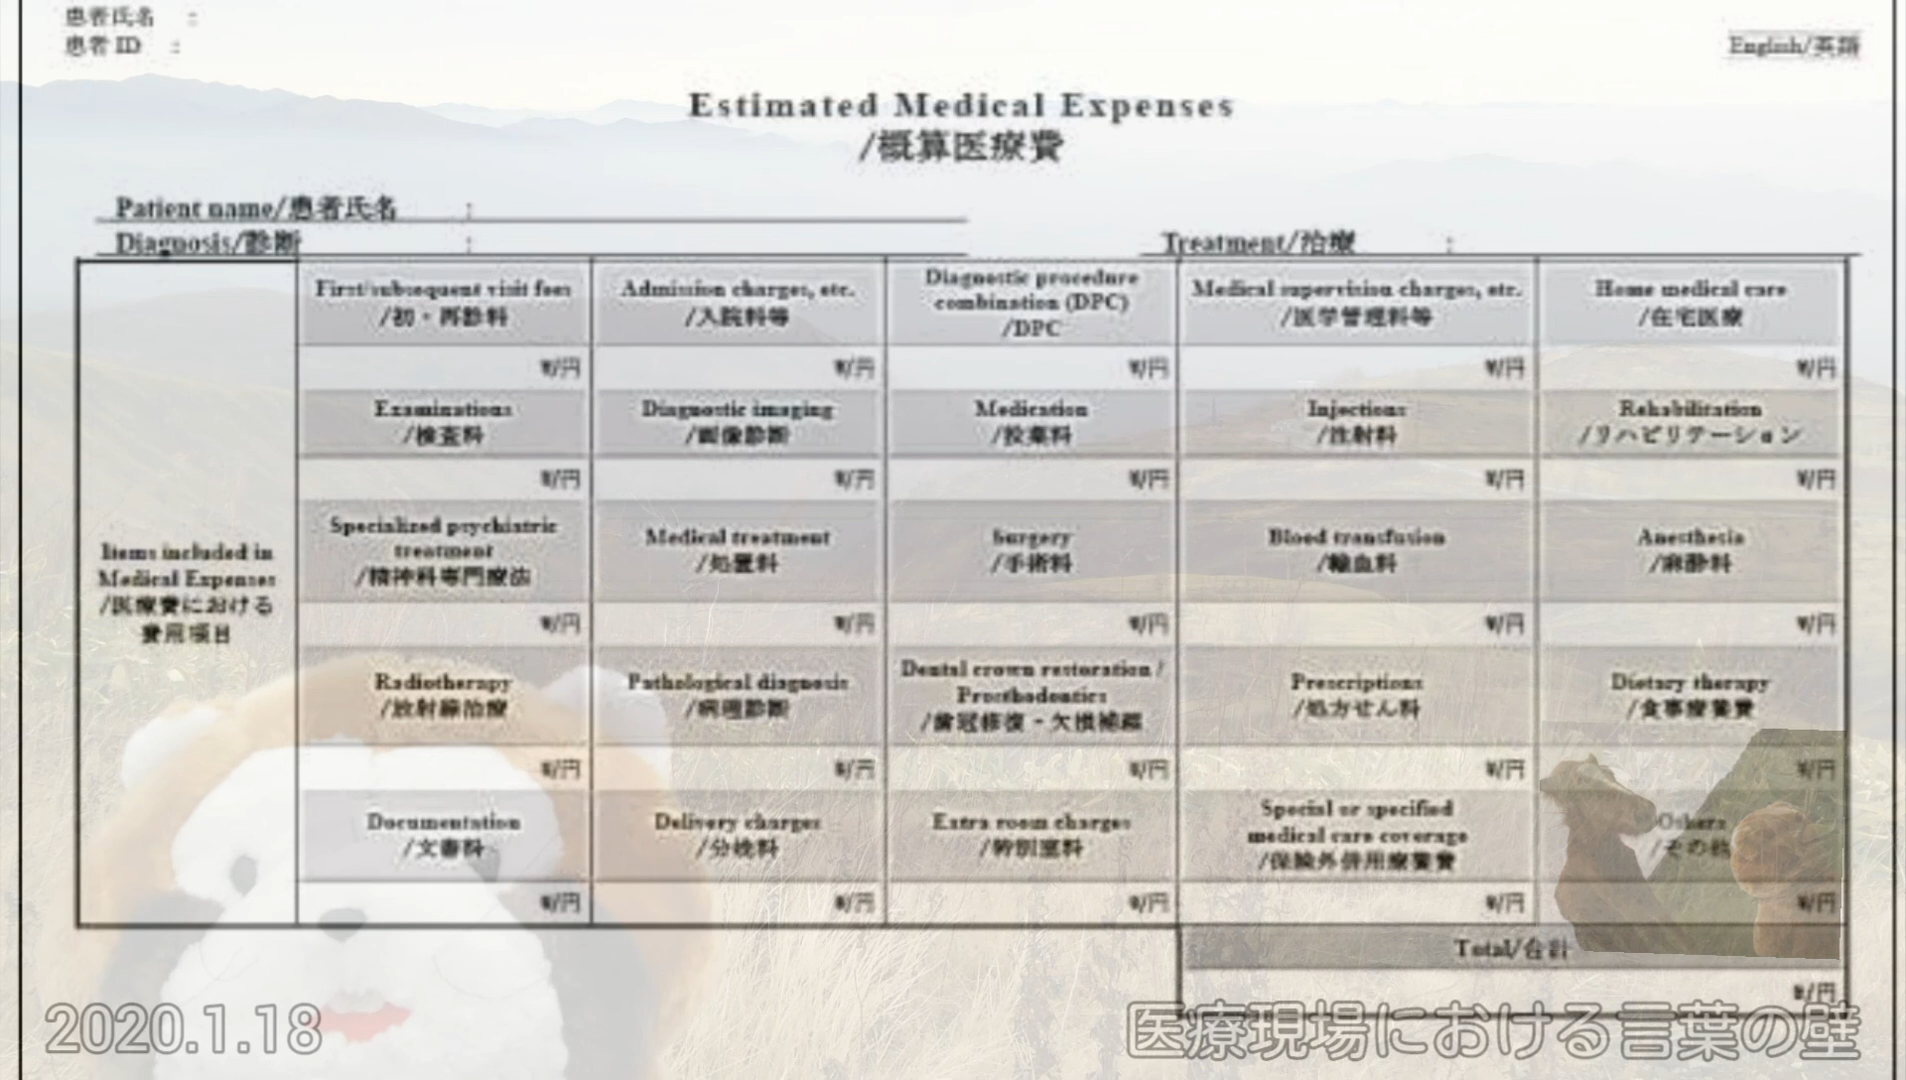 患者氏名 :
患者 ID :
English/英語
Estimated Medical Expenses
/概算医療費
Patient name/患者氏名 :
Diagnosis/診断 :
Treatment/治療 :
Items included in
Medical Expenses
/医療費における
費用項目
First/subsequent visit fees
/初・再診料
Admission charges, etc.
/入院料等
Diagnostic procedure
combination (DPC)
/DPC
Medical supervision charges, etc.
/医学管理料等
Home medical care
/在宅医療
¥/円
¥/円
¥/円
¥/円
¥/円
Examinations
/検査料
Diagnostic imaging
/画像診断
Medication
/投薬料
Injections
/注射料
Rehabilitation
/リハビリテーション
¥/円
¥/円
¥/円
¥/円
¥/円
Specialized psychiatric
treatment
/精神科専門療法
Medical treatment
/処置料
Surgery
/手術料
Blood transfusion
/輸血料
Anesthesia
/麻酔料
¥/円
¥/円
¥/円
¥/円
¥/円
Radiotherapy
/放射線治療
Pathological diagnosis
/病理診断
Dental crown restoration /
Prosthodontics
/歯冠修復・欠損補綴
Prescriptions
/処方せん料
Dietary therapy
/食事療養費
¥/円
¥/円
¥/円
¥/円
¥/円
Documentation
/文書料
Delivery charges
/分娩料
Extra room charges
/特別室料
Special or specified
medical care coverage
/保険外併用療養費
Others
/その他
¥/円
¥/円
¥/円
¥/円
¥/円
Total/合計
¥/円
2020.1.18
医療現場における言葉の壁